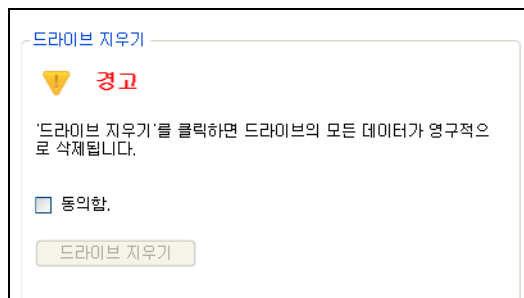 드라이브 지우기
경고
'드라이브 지우기'를 클릭하면 드라이브의 모든 데이터가 영구적으
로 삭제됩니다.
동의함.
드라이브 지우기